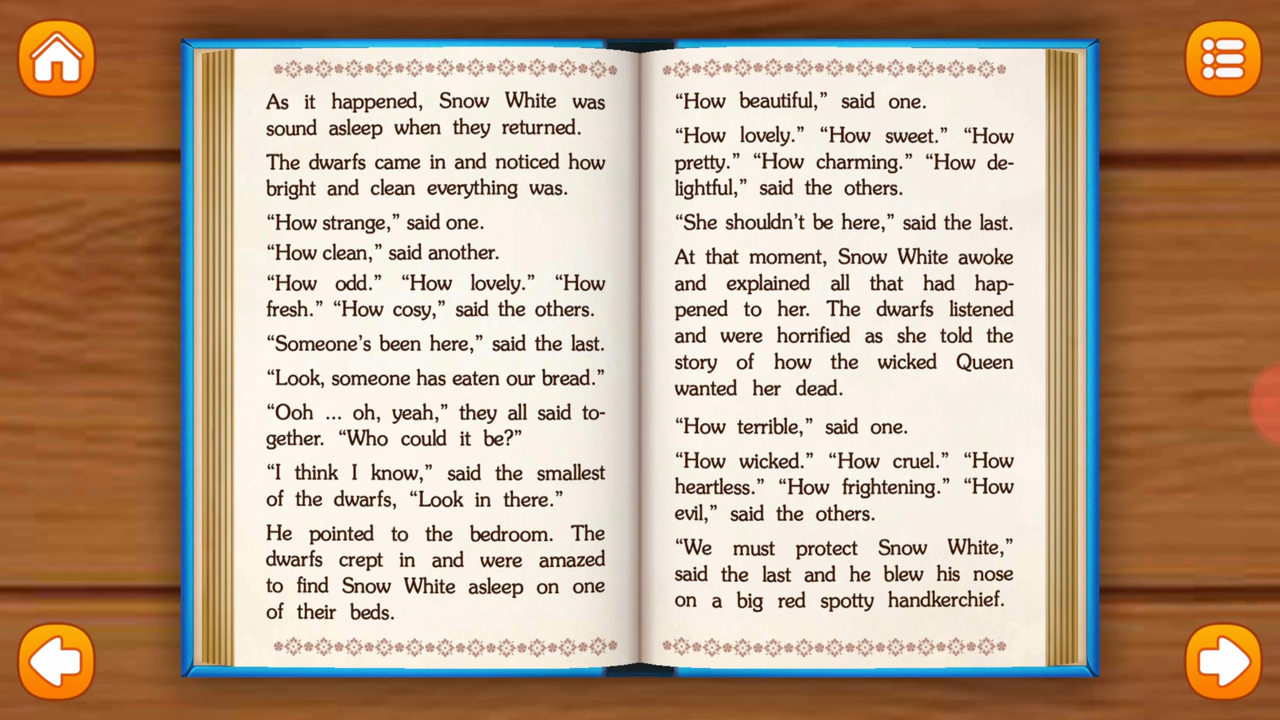 As it happened, Snow White was
sound asleep when they returned.
The dwarfs came in and noticed how
bright and clean everything was.
“How strange,” said one.
“How clean,” said another.
“How odd.” “How lovely.” “How
fresh.” “How cosy,” said the others.
“Someone’s been here,” said the last.
“Look, someone has eaten our bread.”
“Ooh ... oh, yeah,” they all said to-
gether. “Who could it be?”
“I think I know,” said the smallest
of the dwarfs, “Look in there.”
He pointed to the bedroom. The
dwarfs crept in and were amazed
to find Snow White asleep on one
of their beds.
“How beautiful,” said one.
“How lovely.” “How sweet.” “How
pretty.” “How charming.” “How de-
lightful,” said the others.
“She shouldn’t be here,” said the last.
At that moment, Snow White awoke
and explained all that had hap-
pened to her. The dwarfs listened
and were horrified as she told the
story of how the wicked Queen
wanted her dead.
“How terrible,” said one.
“How wicked.” “How cruel.” “How
heartless.” “How frightening.” “How
evil,” said the others.
“We must protect Snow White,”
said the last and he blew his nose
on a big red spotty handkerchief.